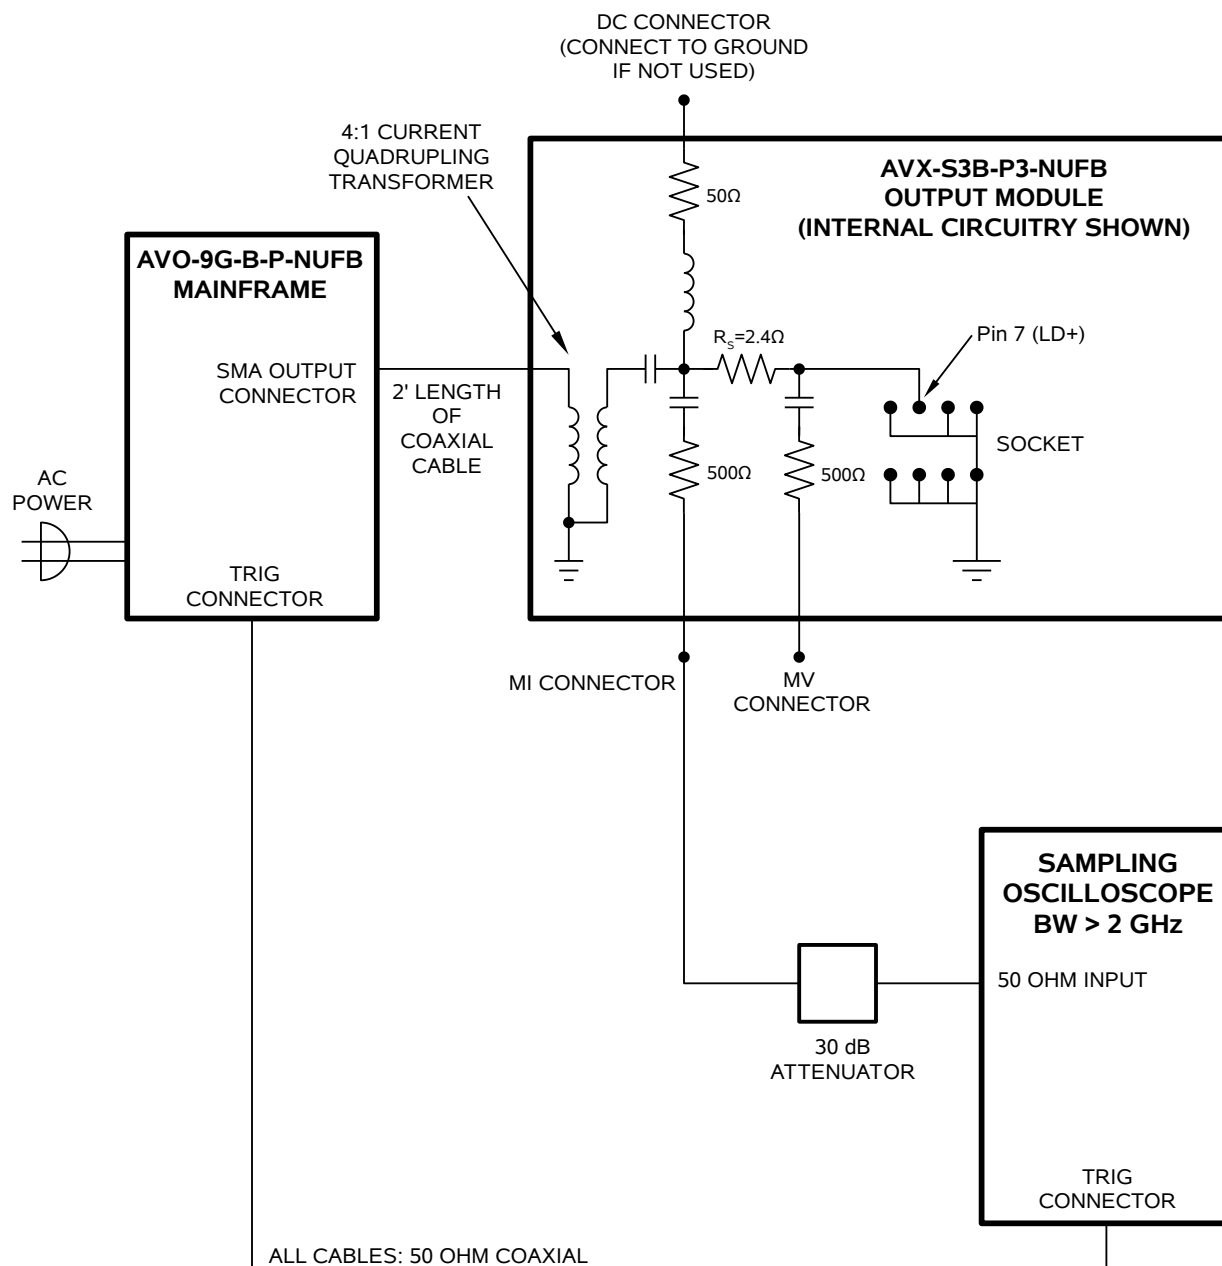 DC CONNECTOR
(CONNECT TO GROUND
IF NOT USED)
4:1 CURRENT
QUADRUPLING
TRANSFORMER
AVX-S3B-P3-NUFB
OUTPUT MODULE
(INTERNAL CIRCUITRY SHOWN)
50Ω
AVO-9G-B-P-NUFB
MAINFRAME
SMA OUTPUT
CONNECTOR
2' LENGTH
OF
COAXIAL
CABLE
RS=2.4Ω
Pin 7 (LD+)
SOCKET
500Ω
500Ω
AC
POWER
TRIG
CONNECTOR
MI CONNECTOR
MV
CONNECTOR
SAMPLING
OSCILLOSCOPE
BW > 2 GHz
50 OHM INPUT
30 dB
ATTENUATOR
TRIG
CONNECTOR
ALL CABLES: 50 OHM COAXIAL